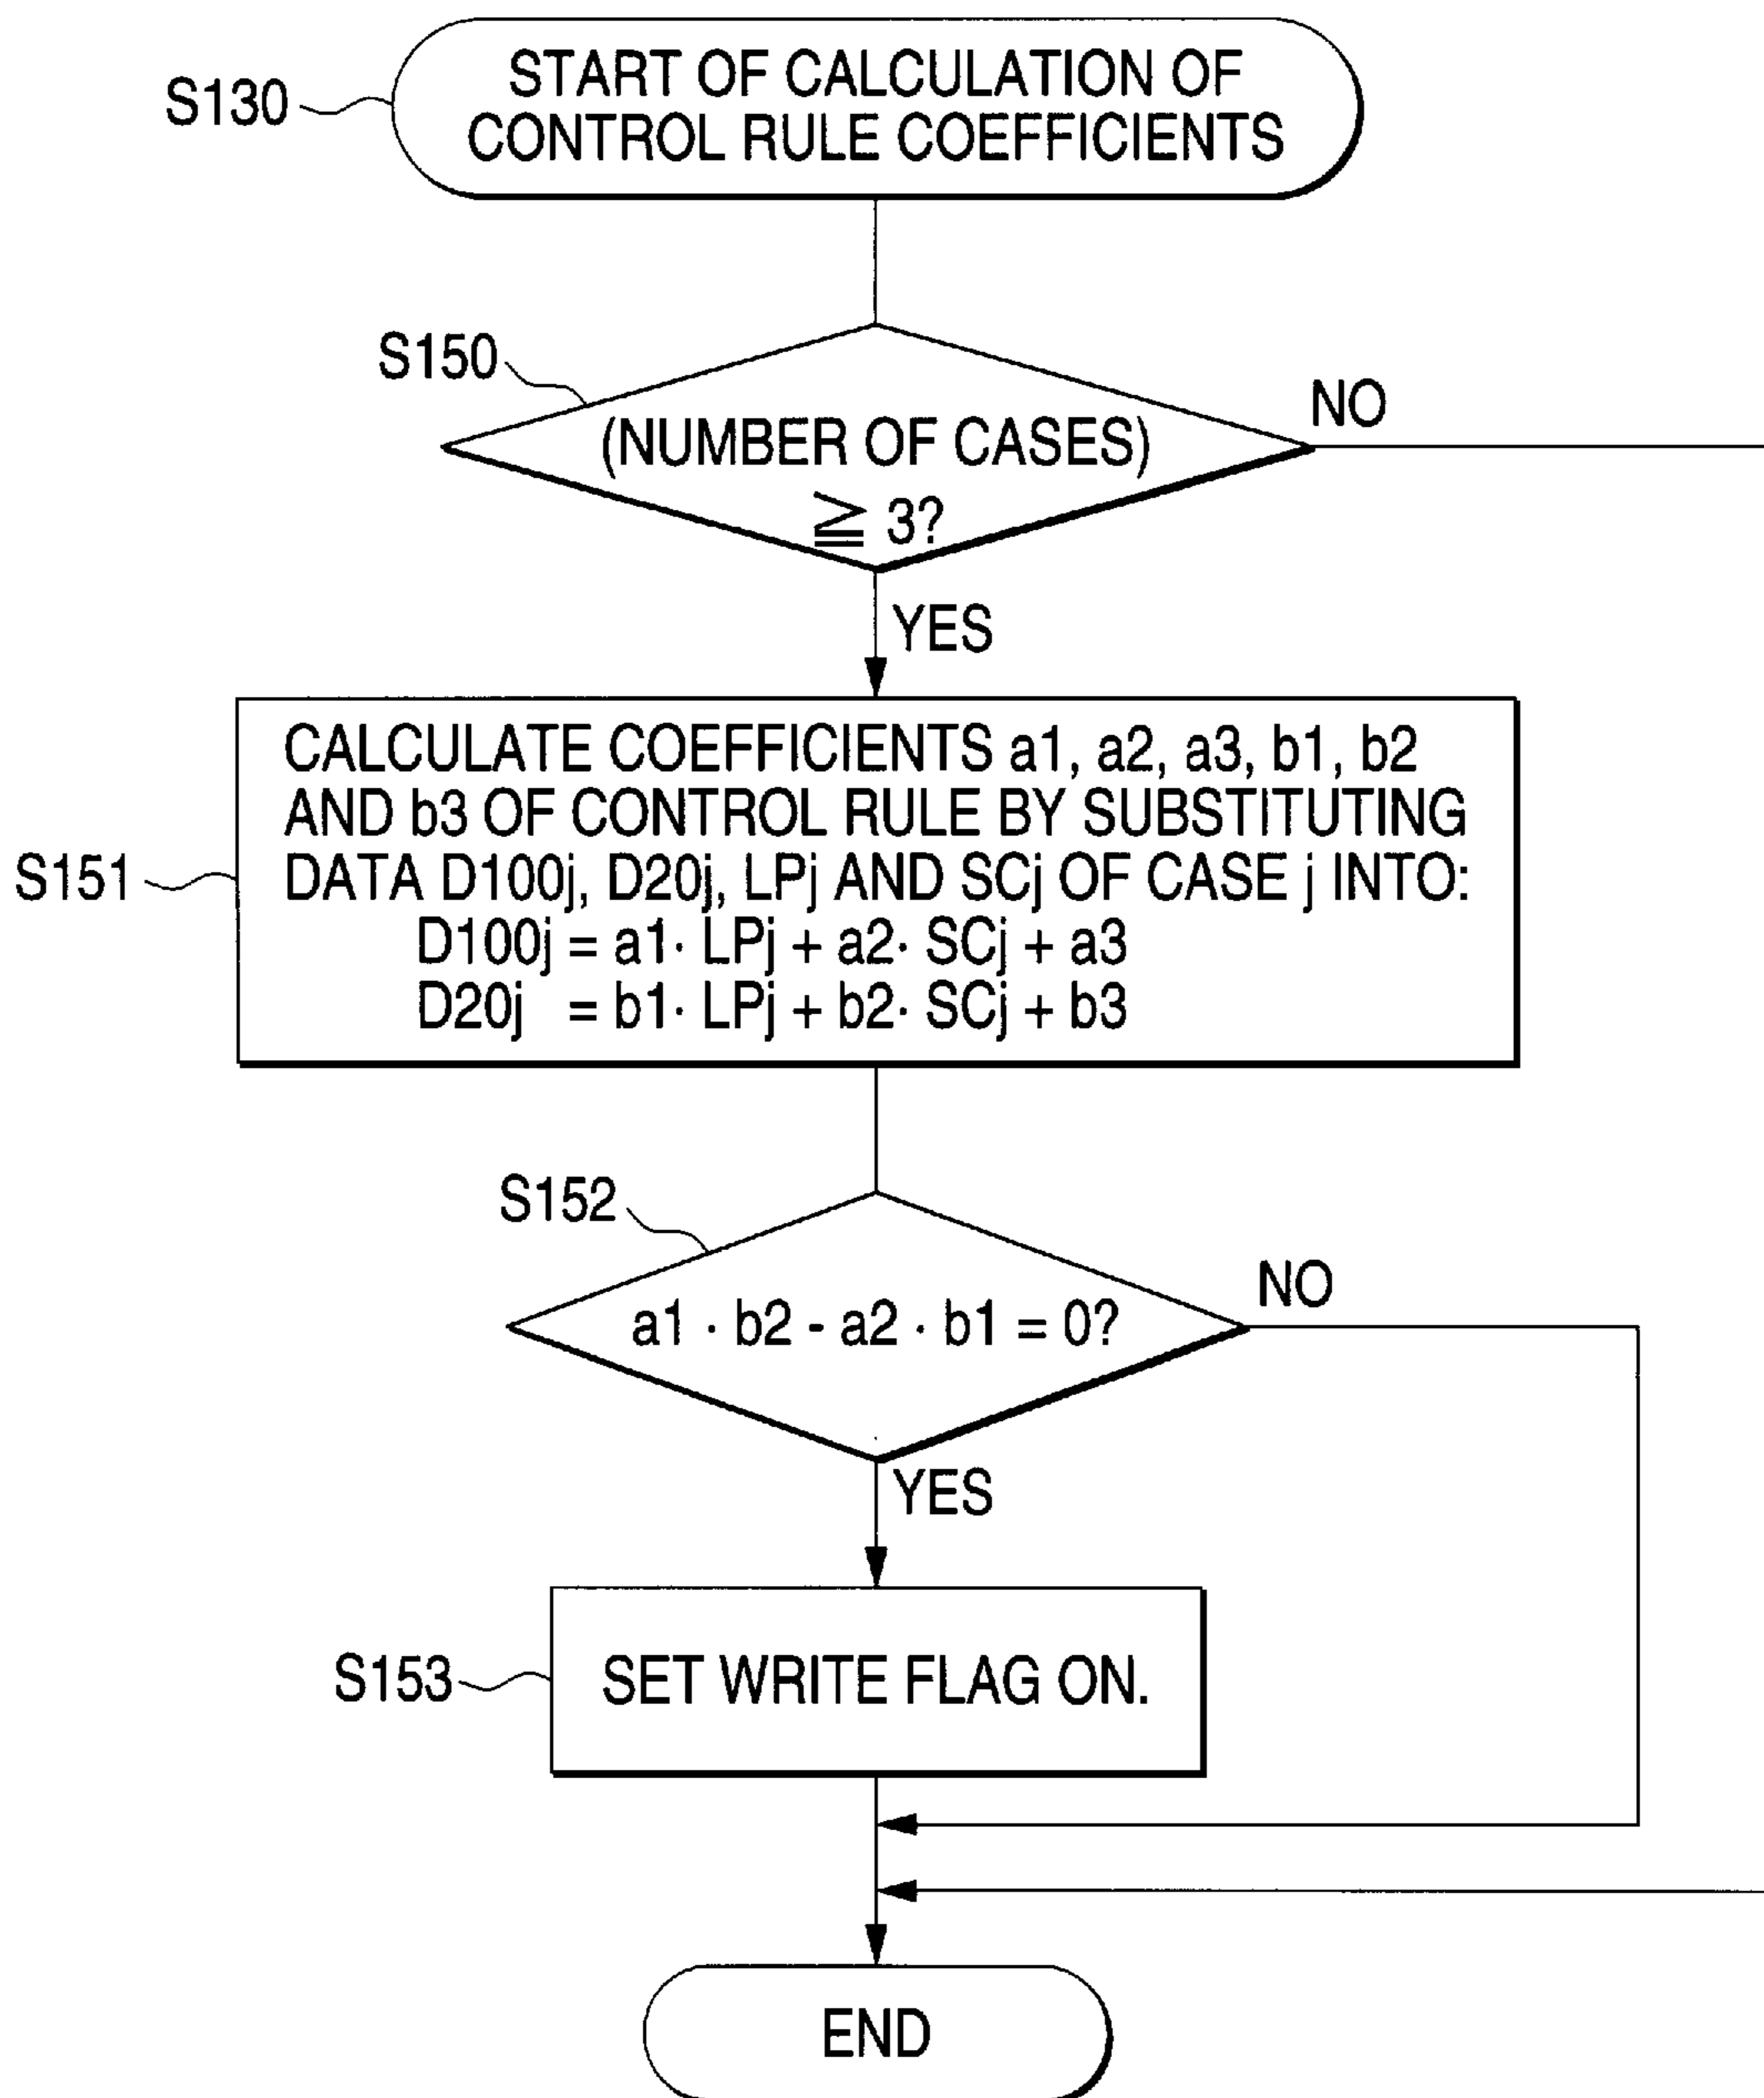 S130
START OF CALCULATION OF
CONTROL RULE COEFFICIENTS
S150
(NUMBER OF CASES)
≧ 3?
NO
YES
S151
CALCULATE COEFFICIENTS a1, a2, a3, b1, b2
AND b3 OF CONTROL RULE BY SUBSTITUTING
DATA D100j, D20j, LPj AND SCj OF CASE j INTO:
D100j = a1· LPj + a2· SCj + a3
D20j = b1· LPj + b2· SCj + b3
S152
a1 · b2 - a2 · b1 = 0?
NO
YES
S153
SET WRITE FLAG ON.
END